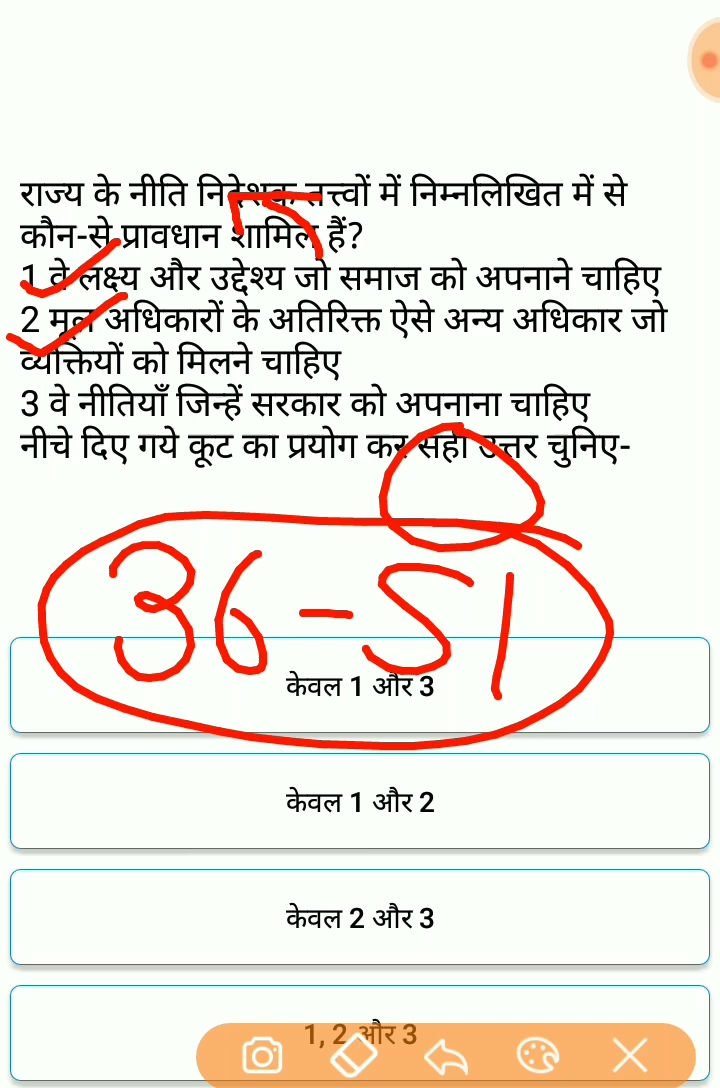 राज्य के नीति निदेशक तत्त्वों में निम्नलिखित में से
कौन-से प्रावधान शामिल हैं?
1 वे लक्ष्य और उद्देश्य जो समाज को अपनाने चाहिए
2 मूल अधिकारों के अतिरिक्त ऐसे अन्य अधिकार जो
व्यक्तियों को मिलने चाहिए
3 वे नीतियाँ जिन्हें सरकार को अपनाना चाहिए
नीचे दिए गये कूट का प्रयोग कर सही उत्तर चुनिए-
36-51
केवल 1 और 3
केवल 1 और 2
केवल 2 और 3
1, 2 और 3